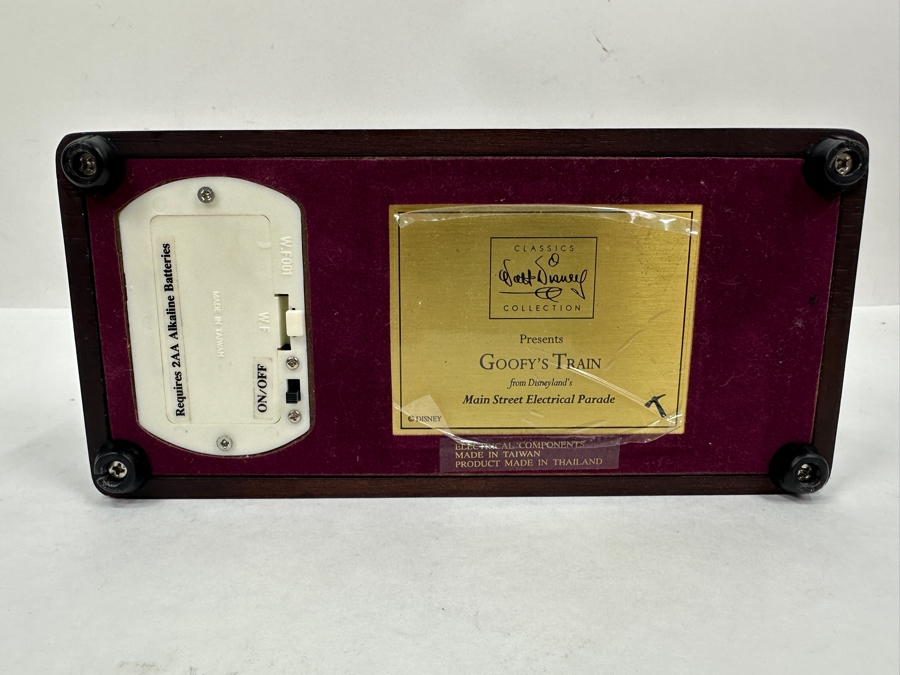 W.F001
W.F.
MADE IN TAIWAN
Requires 2AA Alkaline Batteries
ON/OFF
CLASSICS
Walt Disney
COLLECTION
Presents
GOOFY'S TRAIN
from Disneyland's
Main Street Electrical Parade
© DISNEY
ELECTRICAL COMPONENTS
MADE IN TAIWAN
PRODUCT MADE IN THAILAND